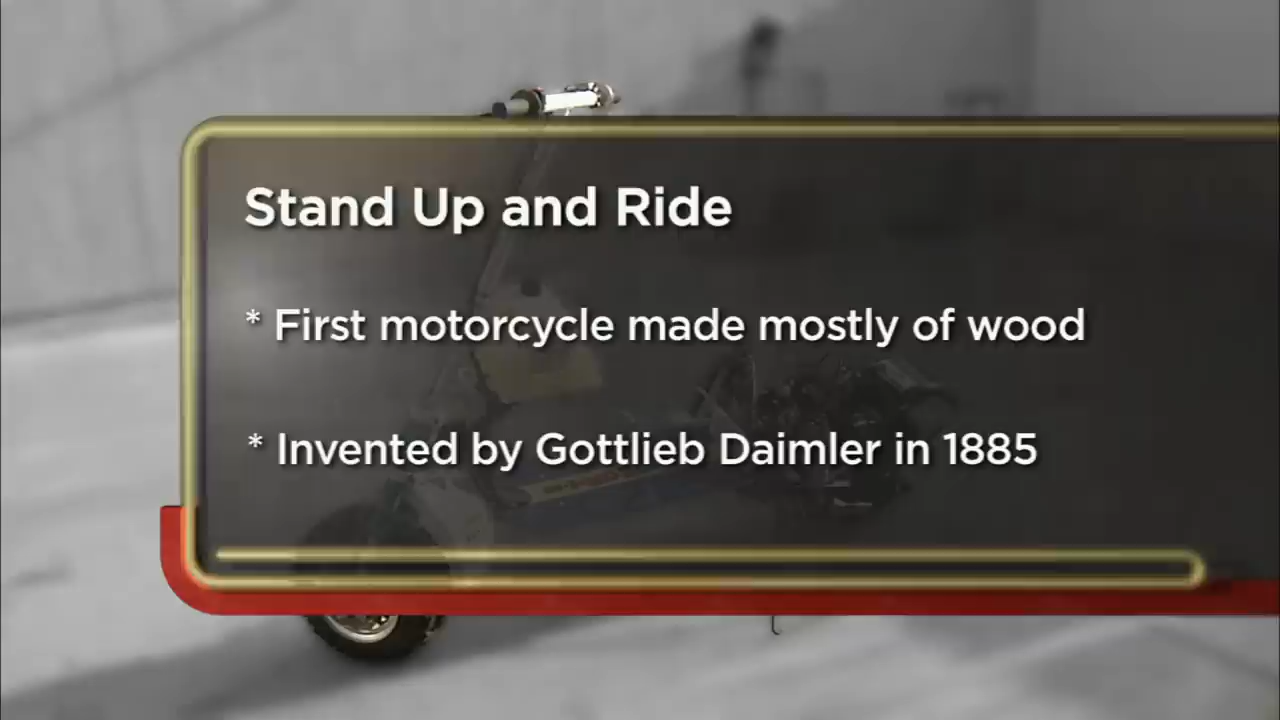 Stand Up and Ride
* First motorcycle made mostly of wood
* Invented by Gottlieb Daimler in 1885